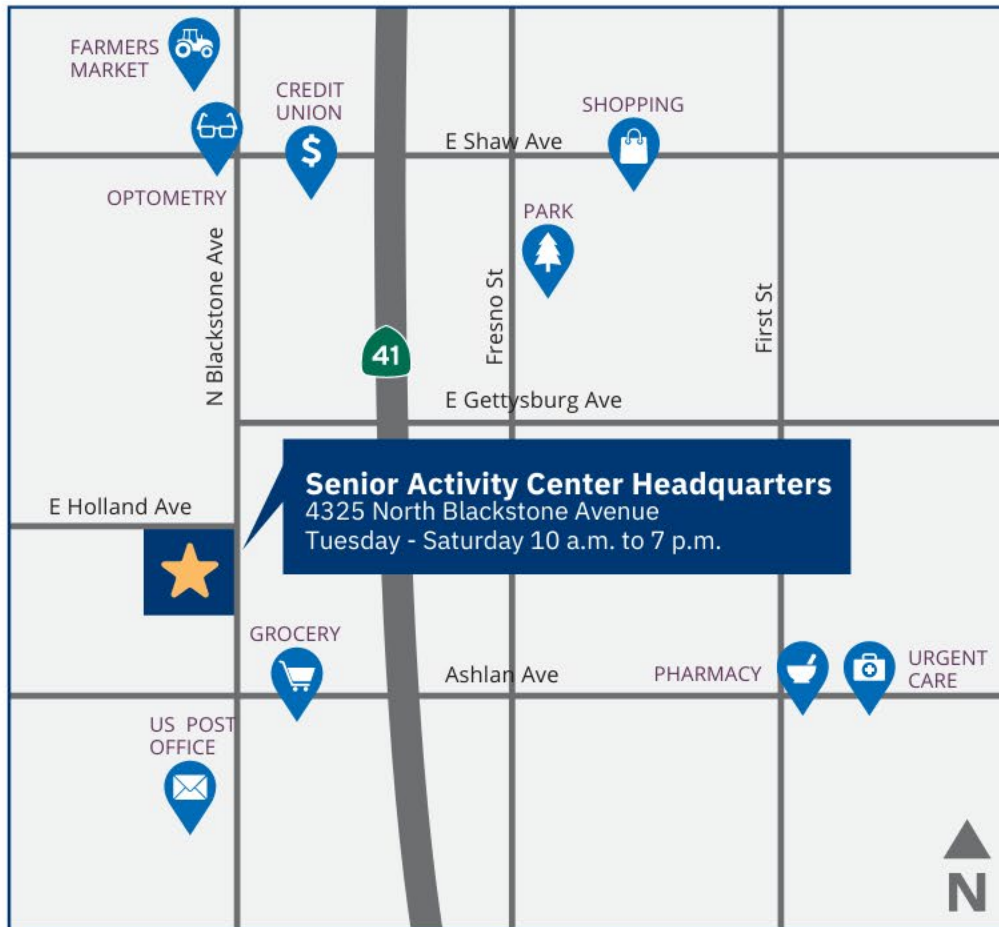 FARMERS
MARKET
CREDIT
UNION
$
SHOPPING
E Shaw Ave
OPTOMETRY
PARK
N Blackstone Ave
Fresno St
First St
41
E Gettysburg Ave
Senior Activity Center Headquarters
4325 North Blackstone Avenue
Tuesday - Saturday 10 a.m. to 7 p.m.
E Holland Ave
GROCERY
Ashlan Ave
PHARMACY
URGENT
CARE
US POST
OFFICE
N